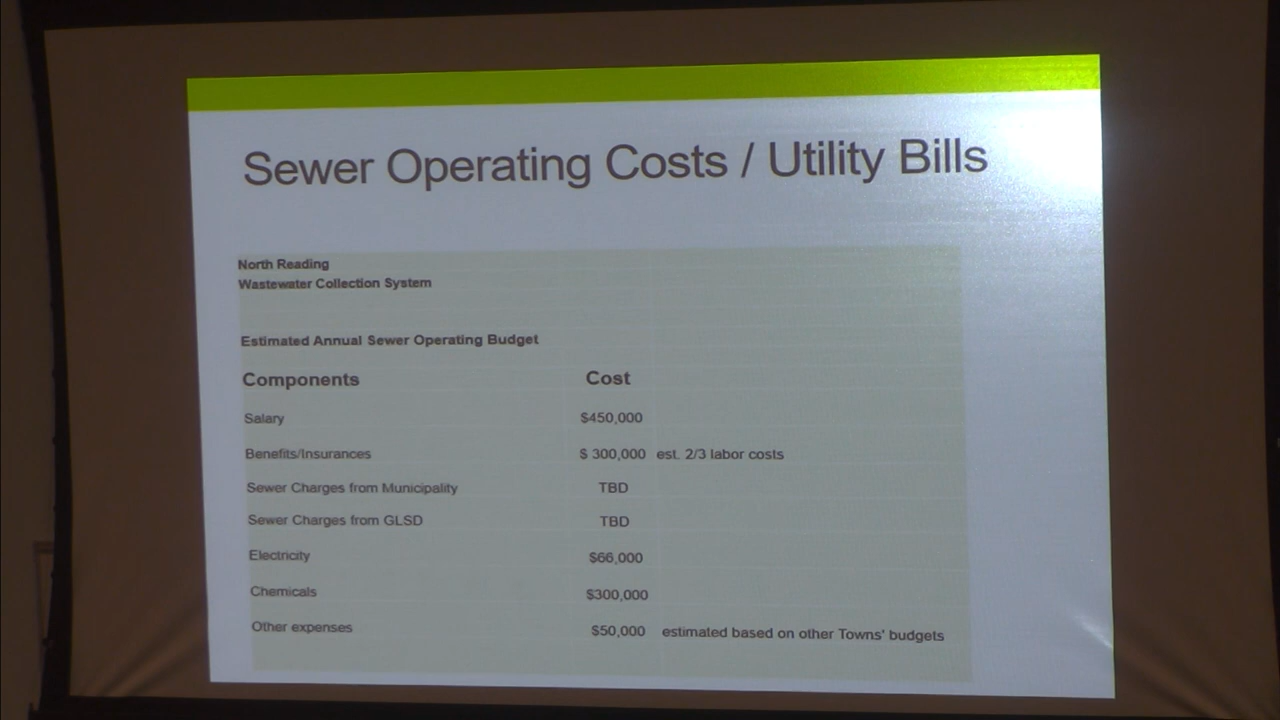 Sewer Operating Costs / Utility Bills
North Reading
Wastewater Collection System
Estimated Annual Sewer Operating Budget
Components Cost
Salary $450,000
Benefits/Insurances $ 300,000 est. 2/3 labor costs
Sewer Charges from Municipality TBD
Sewer Charges from GLSD TBD
Electricity $66,000
Chemicals $300,000
Other expenses $50,000 estimated based on other Towns' budgets